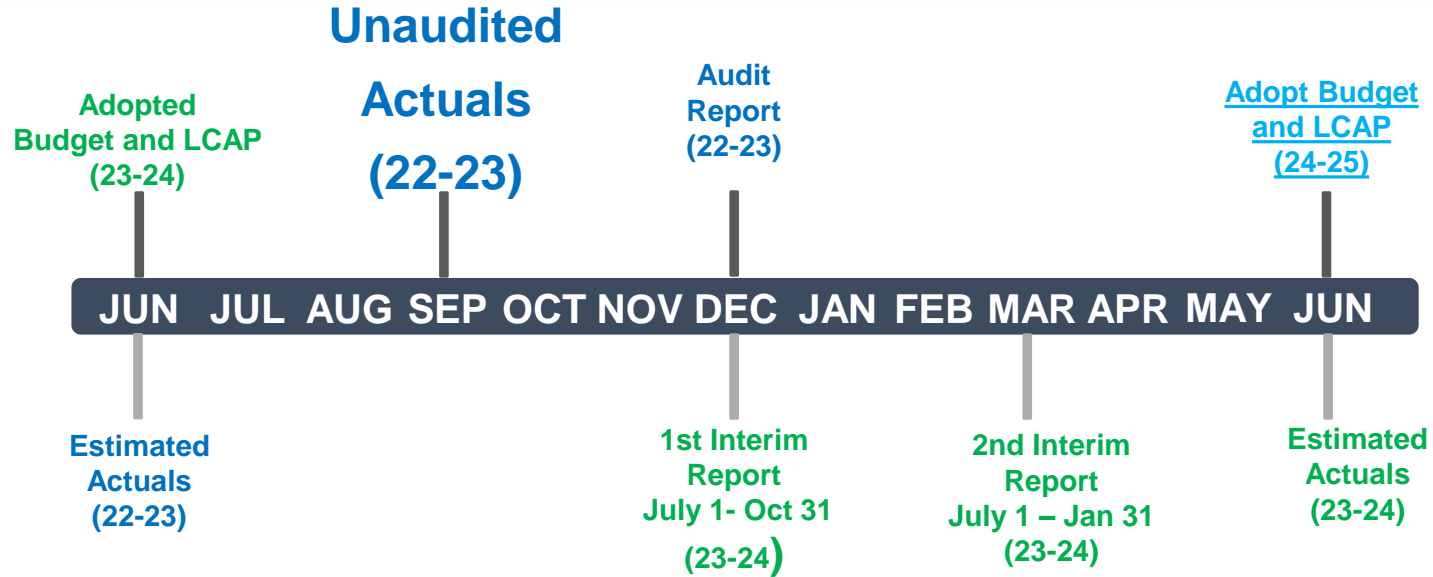 Unaudited
Actuals
(22-23)
Adopted
Budget and LCAP
(23-24)
Audit
Report
(22-23)
Adopt Budget
and LCAP
(24-25)
JUN JUL AUG SEP OCT NOV DEC JAN FEB MAR APR MAY JUN
Estimated
Actuals
(22-23)
1st Interim
Report
July 1- Oct 31
(23-24)
2nd Interim
Report
July 1 – Jan 31
(23-24)
Estimated
Actuals
(23-24)